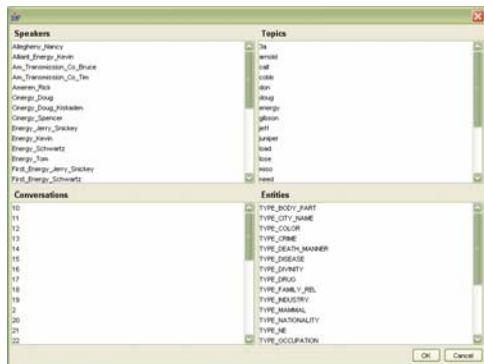 Speakers
Allegheny_Nancy
Alliant_Energy_Kevin
Am_Transmission_Co_Bruce
Am_Transmission_Co_Tim
Ameren_Rick
Cinergy_Doug
Cinergy_Doug_Kiskaden
Cinergy_Spencer
Energy_Jerry_Snickey
Energy_Kevin
Energy_Schwartz
Energy_Tom
First_Energy_Jerry_Snickey
First_Energy_Schwartz
Topics
3a
arnold
call
cobb
don
doug
energy
gibson
jeff
juniper
load
lose
miso
need
Conversations
10
11
12
13
14
15
16
17
18
19
2
20
21
22
Entities
TYPE_BODY_PART
TYPE_CITY_NAME
TYPE_COLOR
TYPE_CRIME
TYPE_DEATH_MANNER
TYPE_DISEASE
TYPE_DIVINITY
TYPE_DRUG
TYPE_FAMILY_REL
TYPE_INDUSTRY
TYPE_MAMMAL
TYPE_NATIONALITY
TYPE_NE
TYPE_OCCUPATION
OK Cancel